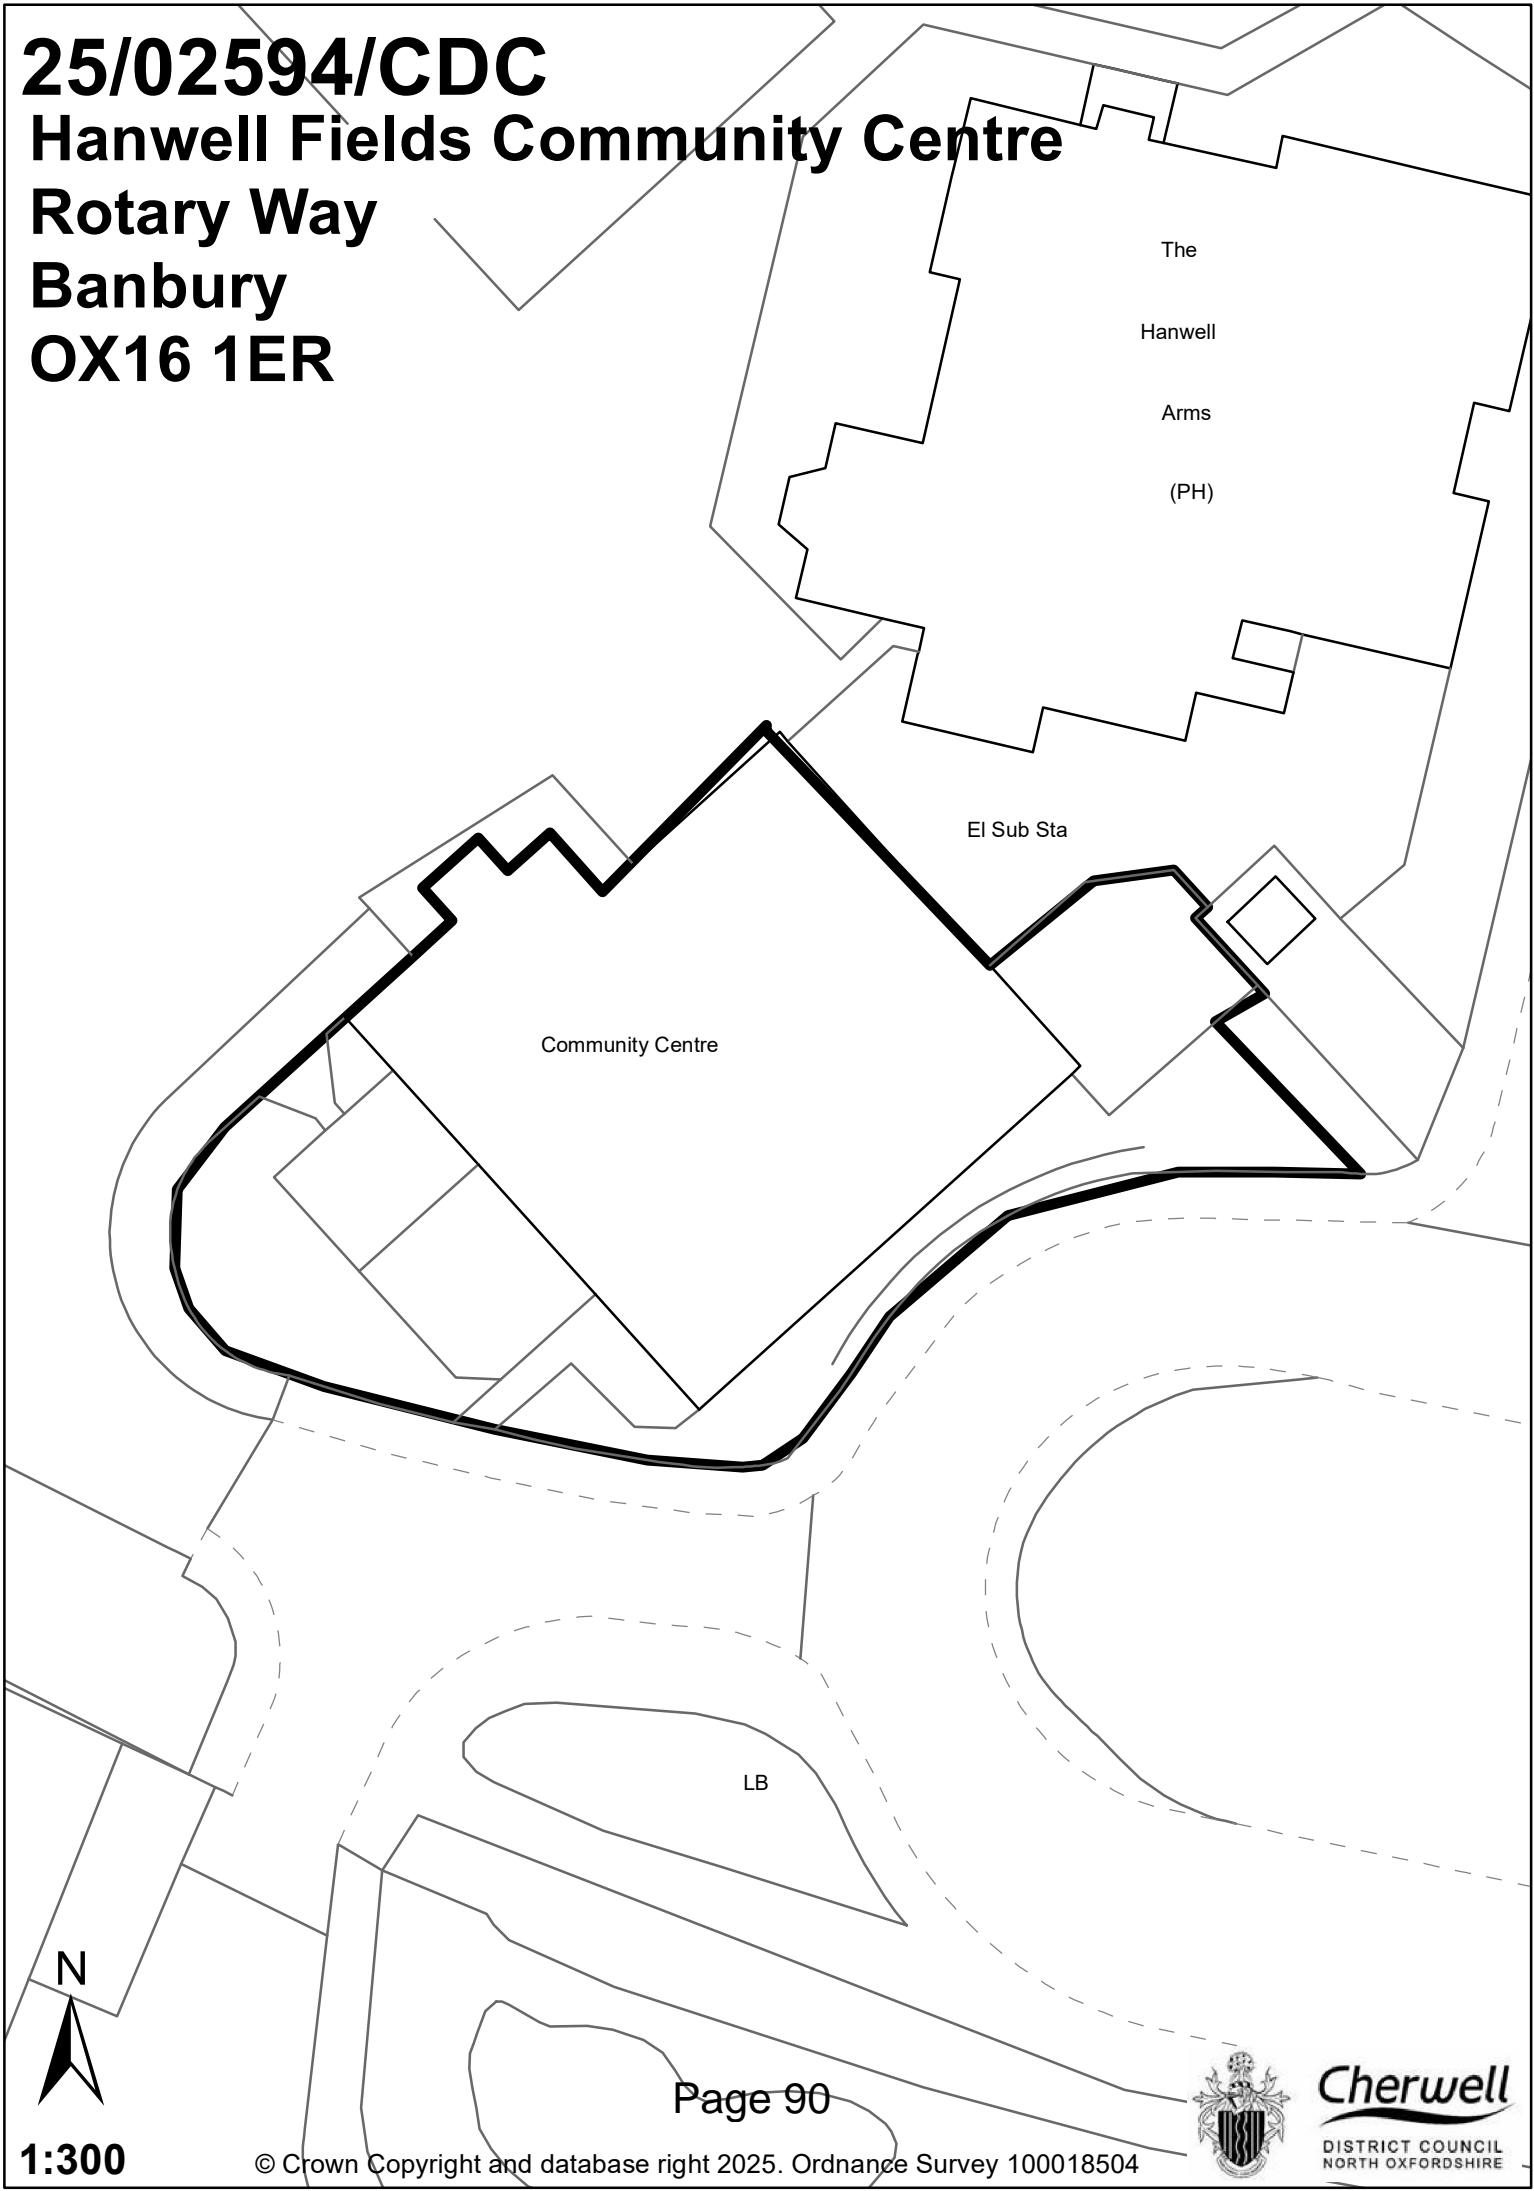 25/02594/CDC
Hanwell Fields Community Centre
Rotary Way
Banbury
OX16 1ER
The
Hanwell
Arms
(PH)
El Sub Sta
Community Centre
LB
N
Page 90
1:300
© Crown Copyright and database right 2025. Ordnance Survey 100018504
Cherwell
DISTRICT COUNCIL
NORTH OXFORDSHIRE